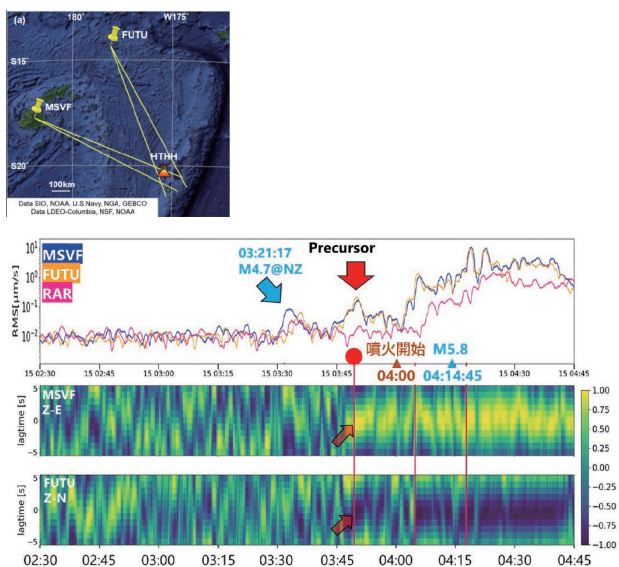 (a)
180°
W175°
FUTU
S15°
MSVF
HTHH
S20°
100km
Data SIO, NOAA, U.S.Navy, NGA, GEBCO
Data LDEO-Columbia, NSF, NOAA
RMS[μm/s]
10¹
10⁰
10⁻¹
10⁻²
MSVF
FUTU
RAR
03:21:17
M4.7@NZ
Precursor
噴火開始
04:00
M5.8
04:14:45
15 02:30 15 02:45 15 03:00 15 03:15 15 03:30 15 03:45 15 04:30 15 04:45
lagtime [s]
5
0
−5
MSVF
Z-E
lagtime [s]
5
0
−5
FUTU
Z-N
1.00
0.75
0.50
0.25
0.00
−0.25
−0.50
−0.75
−1.00
02:30 02:45 03:00 03:15 03:30 03:45 04:00 04:15 04:30 04:45